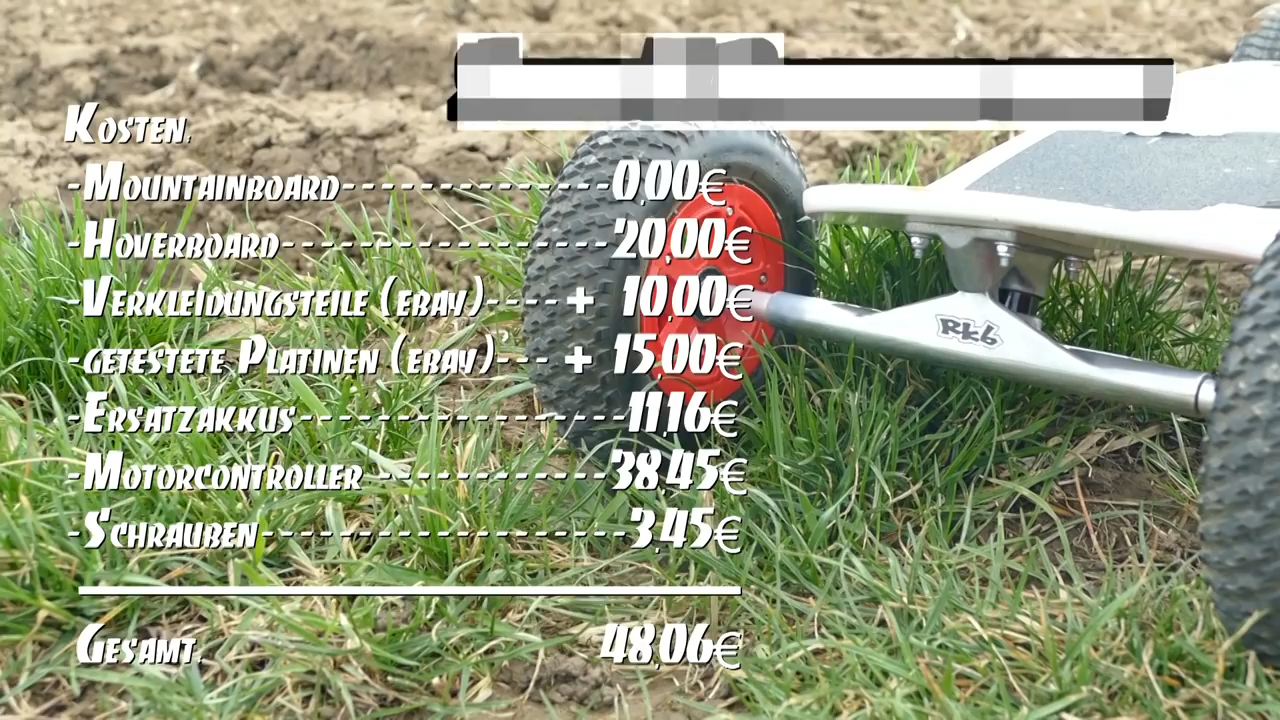 Kosten:
-Mountainboard-------------0,00€
-Hoverboard----------------20,00€
-Verkleidungsteile (ebay)----+ 10,00€
-getestete Platinen (ebay)--- + 15,00€
-Ersatzakkus----------------11,16€
-Motorcontroller------------38,45€
-Schrauben------------------3,45€
Gesamt: 48,06€
Rkb